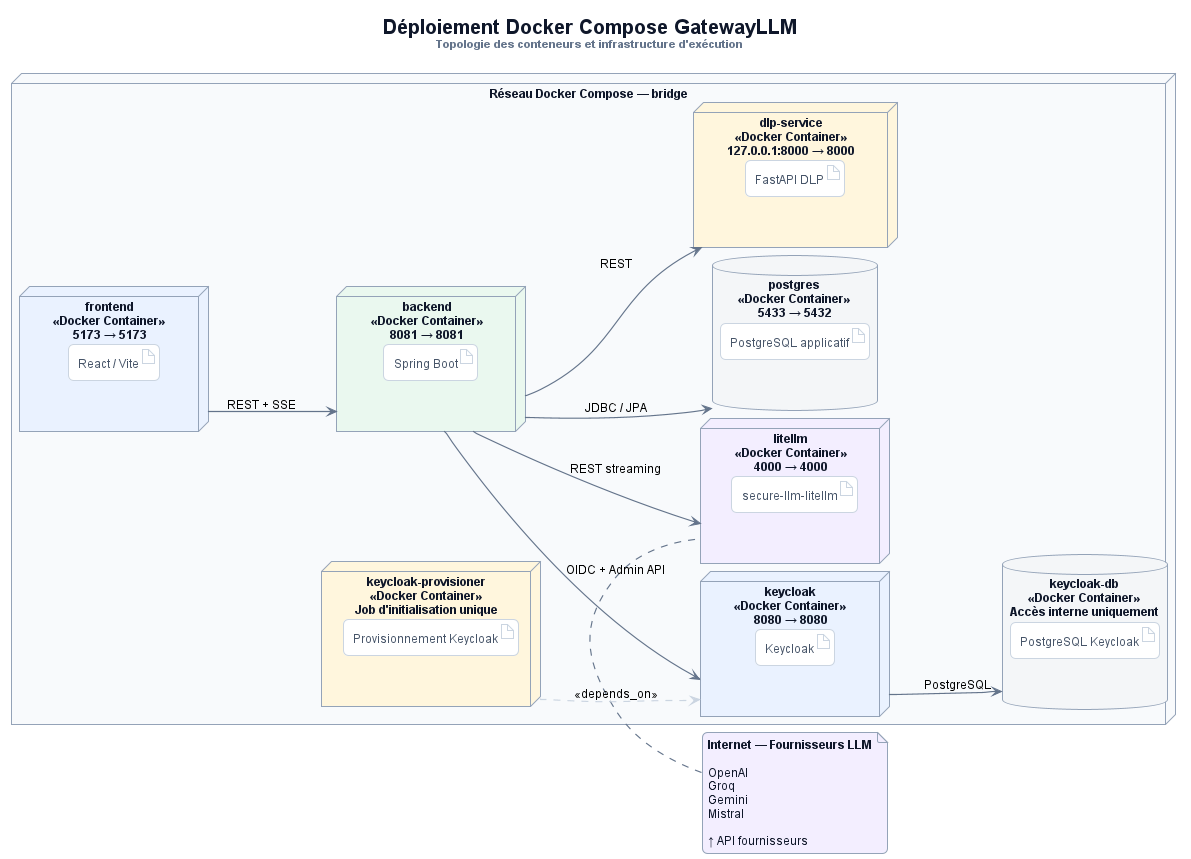 Déploiement Docker Compose GatewayLLM
Topologie des conteneurs et infrastructure d'exécution
Réseau Docker Compose — bridge
dlp-service
«Docker Container»
127.0.0.1:8000 → 8000
FastAPI DLP
REST
postgres
«Docker Container»
5433 → 5432
PostgreSQL applicatif
frontend
«Docker Container»
5173 → 5173
React / Vite
REST + SSE
backend
«Docker Container»
8081 → 8081
Spring Boot
JDBC / JPA
litellm
«Docker Container»
4000 → 4000
secure-llm-litellm
REST streaming
OIDC + Admin API
keycloak-provisioner
«Docker Container»
Job d'initialisation unique
Provisionnement Keycloak
«depends_on»
keycloak
«Docker Container»
8080 → 8080
Keycloak
PostgreSQL
keycloak-db
«Docker Container»
Accès interne uniquement
PostgreSQL Keycloak
Internet — Fournisseurs LLM
OpenAI
Groq
Gemini
Mistral
↑ API fournisseurs